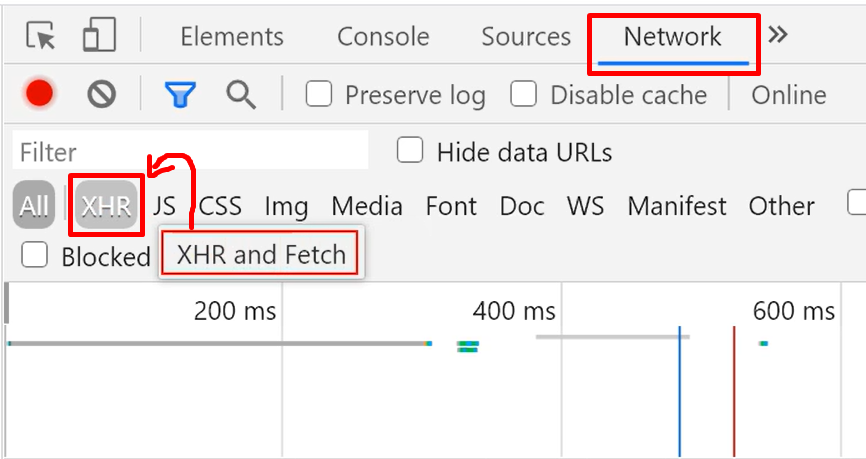 Elements Console Sources Network »
Preserve log Disable cache Online
Filter Hide data URLs
All XHR JS CSS Img Media Font Doc WS Manifest Other
Blocked XHR and Fetch
200 ms 400 ms 600 ms